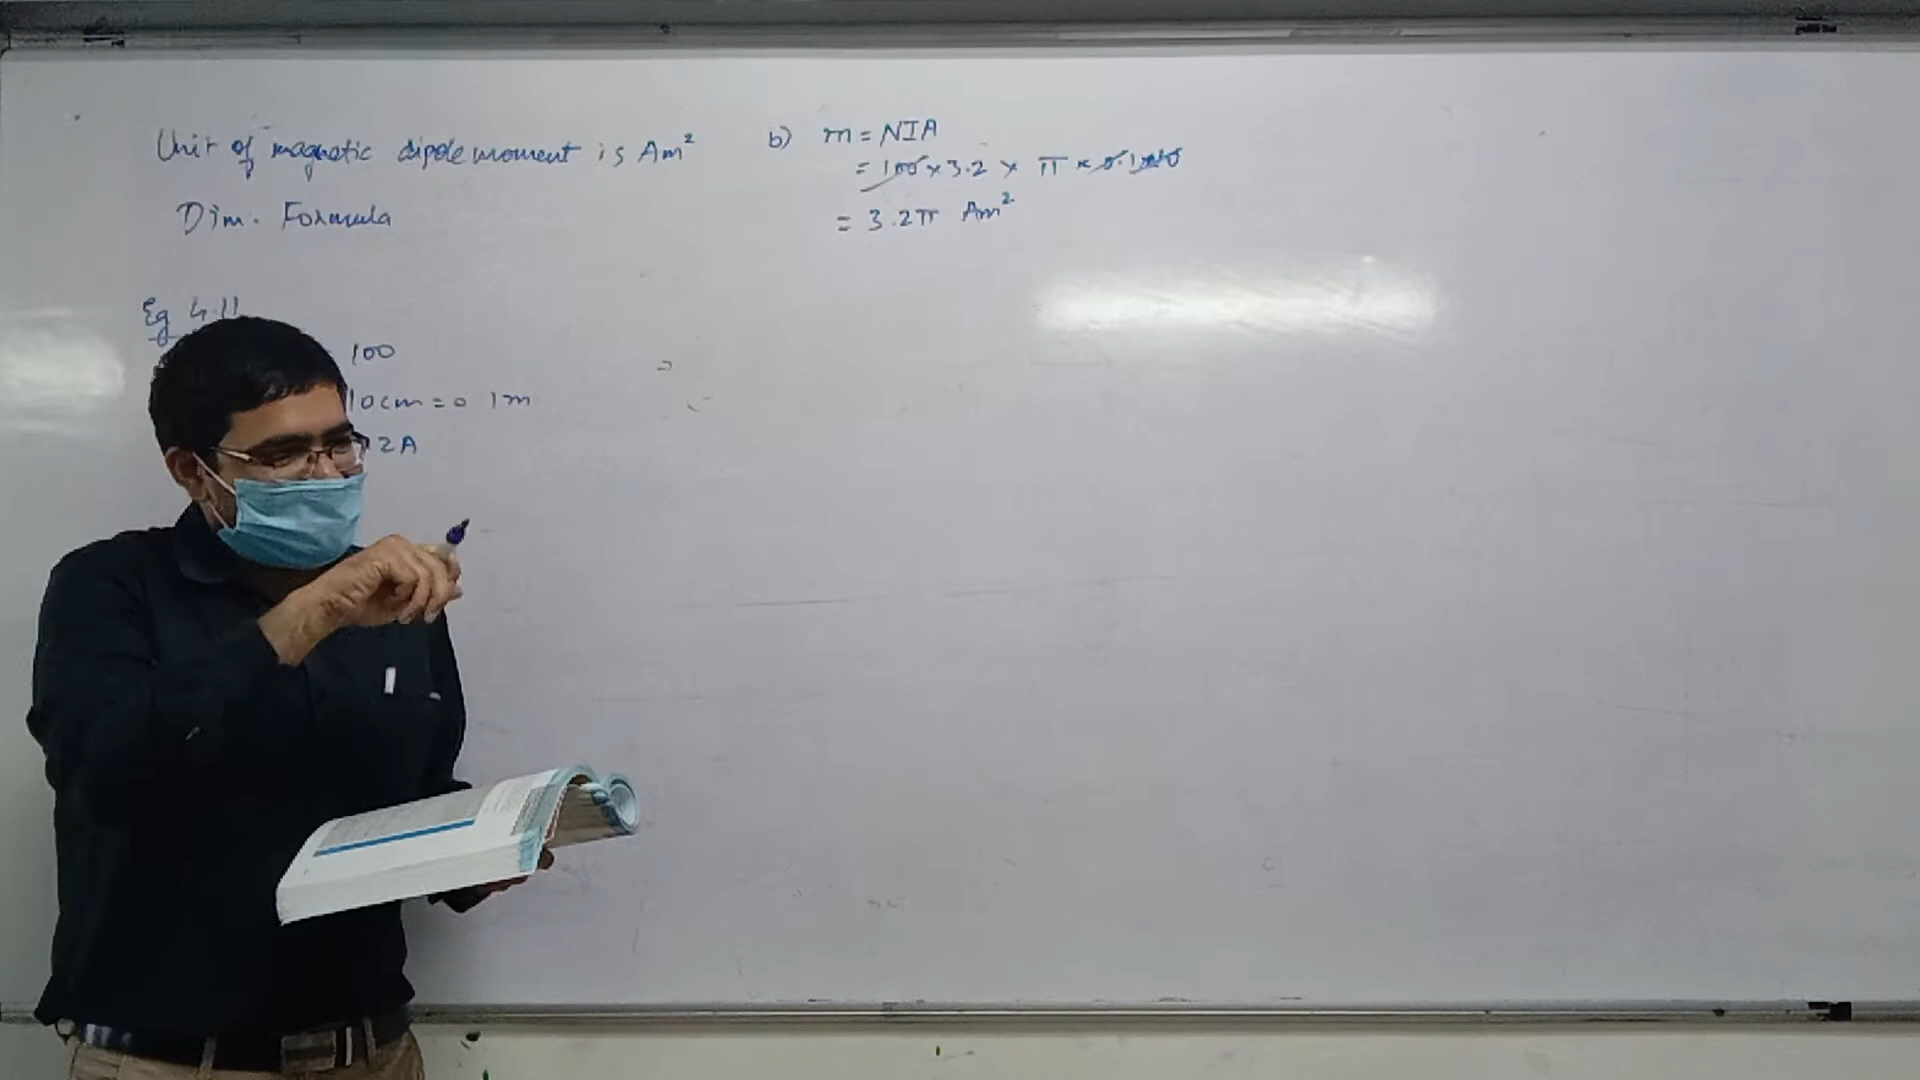 Unit of magnetic dipole moment is Am²
Dim. Formula
Eg 4.11
100
10cm = 0.1m
2A
b) m = NIA
= 100 × 3.2 × π ×
= 3.2π Am²